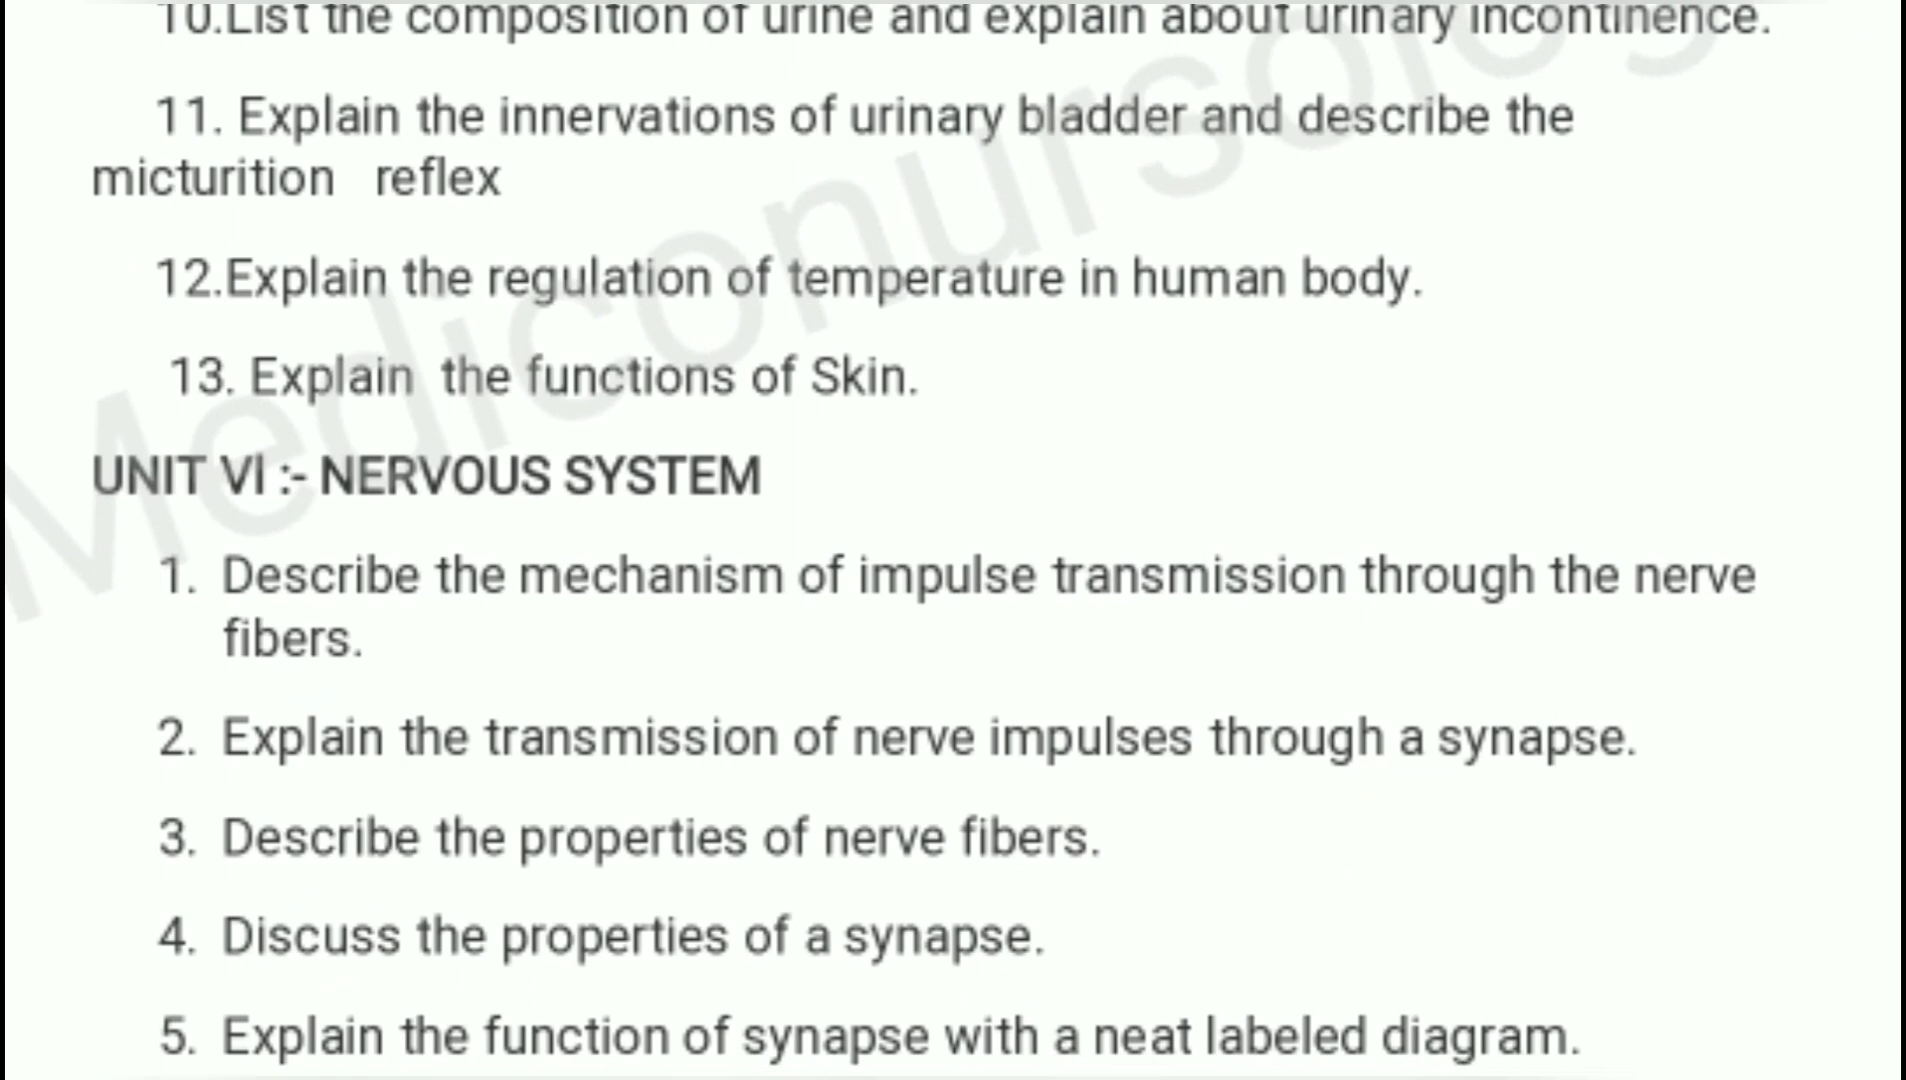 10.List the composition of urine and explain about urinary incontinence.
11. Explain the innervations of urinary bladder and describe the
micturition reflex
12.Explain the regulation of temperature in human body.
13. Explain the functions of Skin.
UNIT VI :- NERVOUS SYSTEM
1. Describe the mechanism of impulse transmission through the nerve
fibers.
2. Explain the transmission of nerve impulses through a synapse.
3. Describe the properties of nerve fibers.
4. Discuss the properties of a synapse.
5. Explain the function of synapse with a neat labeled diagram.